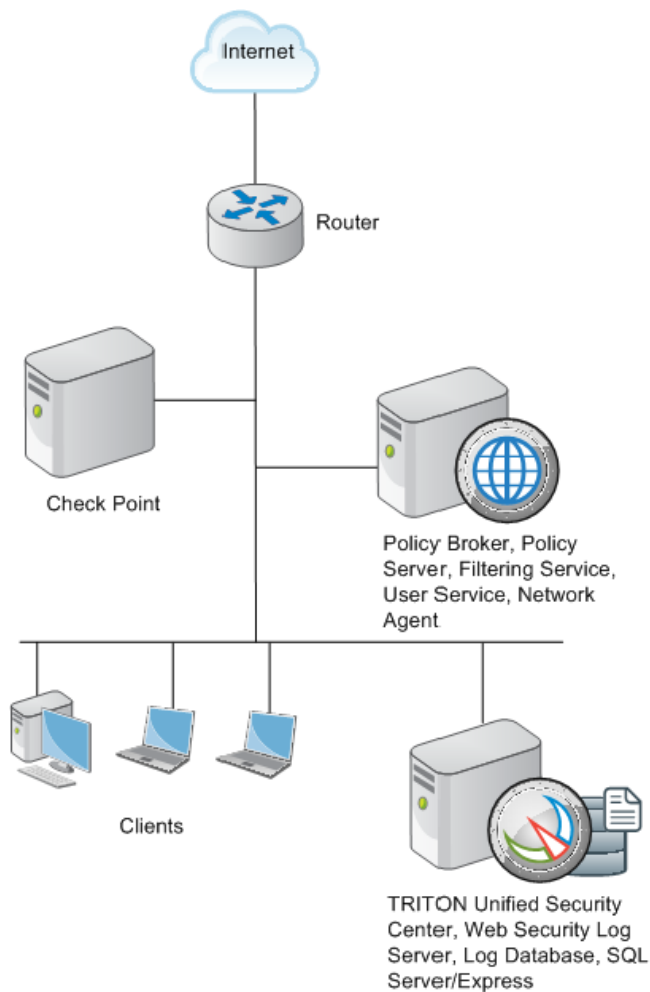 Internet
Router
Check Point
Policy Broker, Policy
Server, Filtering Service,
User Service, Network
Agent
Clients
TRITON Unified Security
Center, Web Security Log
Server, Log Database, SQL
Server/Express